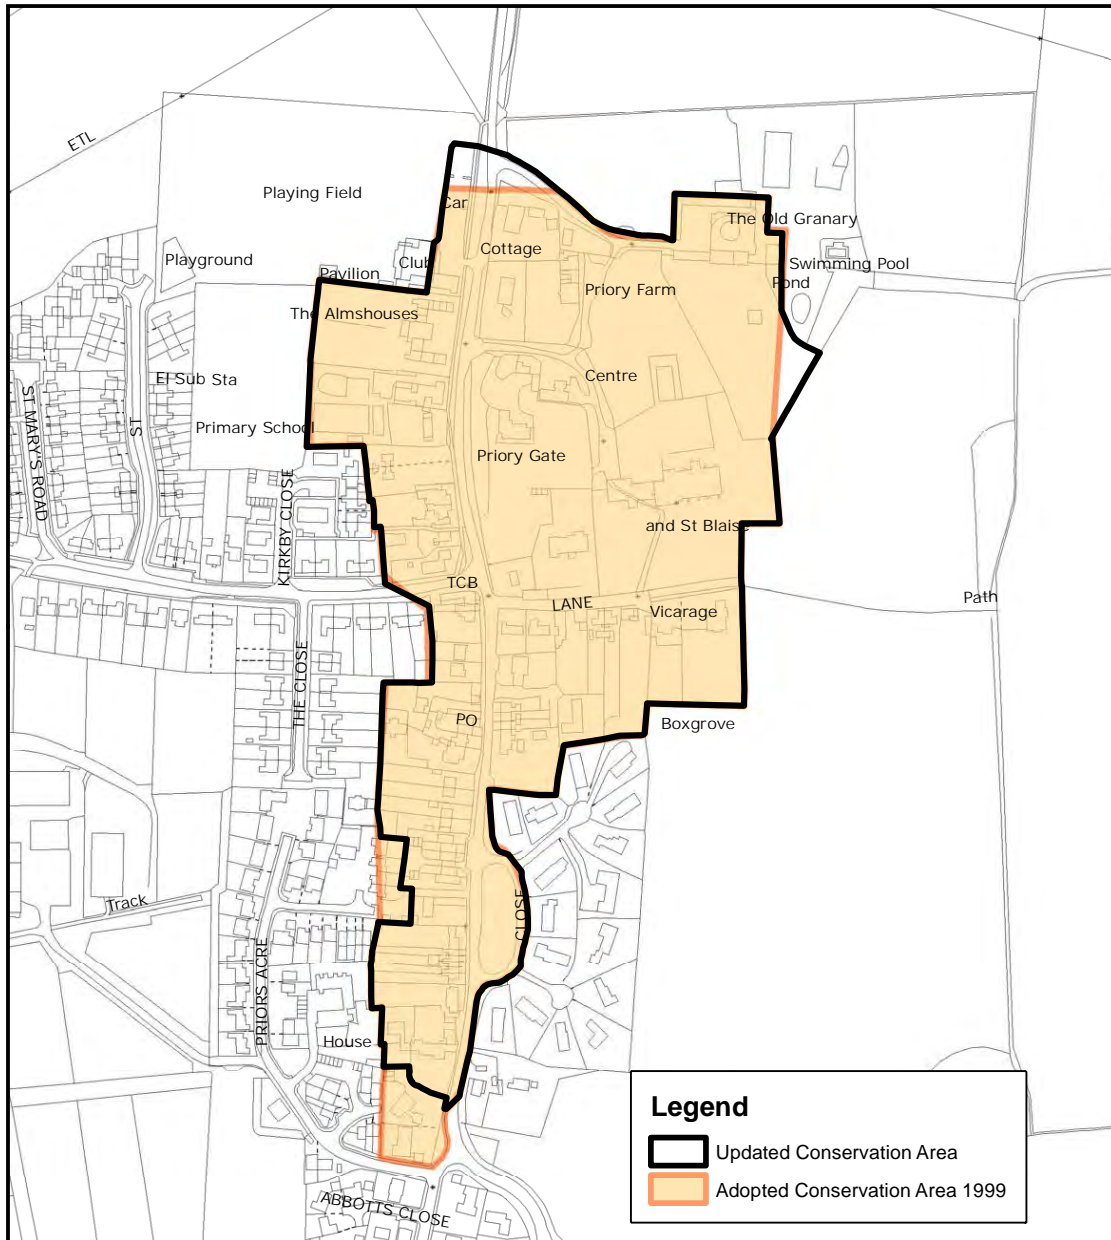 ETL
Playing Field
Car
The Old Granary
Cottage
Playground
Club
Pavilion
Swimming Pool
Pond
Priory Farm
The Almshouses
El Sub Sta
Centre
ST MARY'S ROAD
ST
Primary School
Priory Gate
KIRKBY CLOSE
and St Blaise
TCB
LANE
Vicarage
Path
THE CLOSE
PO
Boxgrove
Track
CLOSE
PRIORS ACRE
House
ABBOTTS CLOSE
Legend
Updated Conservation Area
Adopted Conservation Area 1999